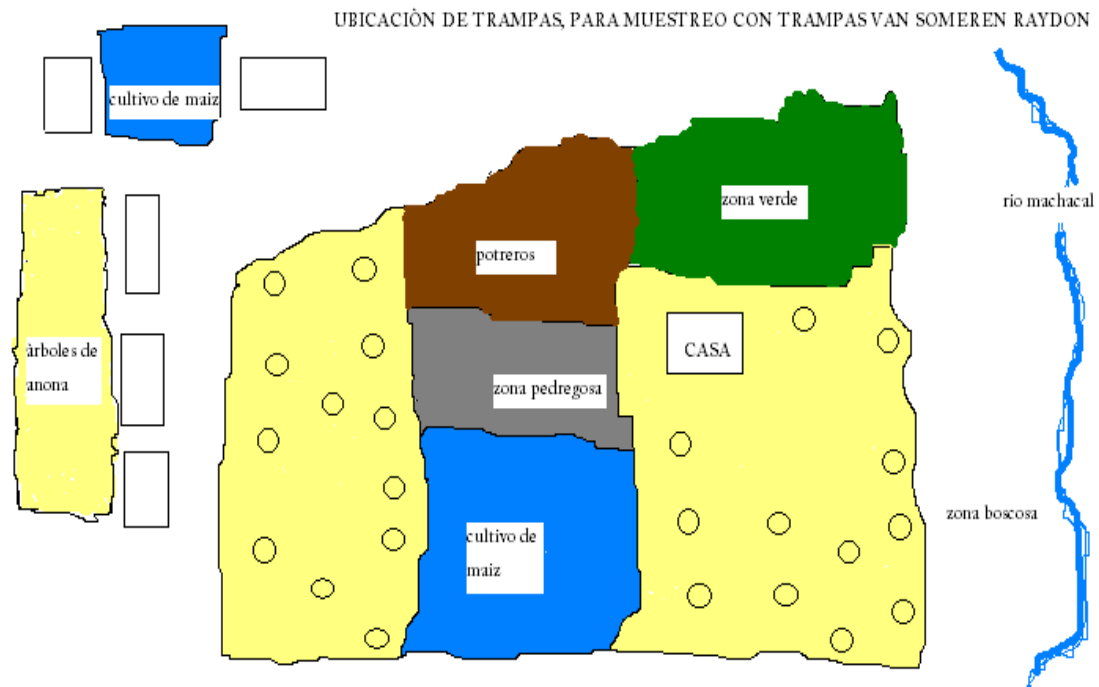 UBICACIÒN DE TRAMPAS, PARA MUESTREO CON TRAMPAS VAN SOMEREN RAYDON
cultivo de maiz
zona verde
rio machacal
potreros
àrboles de
anona
CASA
zona pedregosa
zona boscosa
cultivo de
maiz